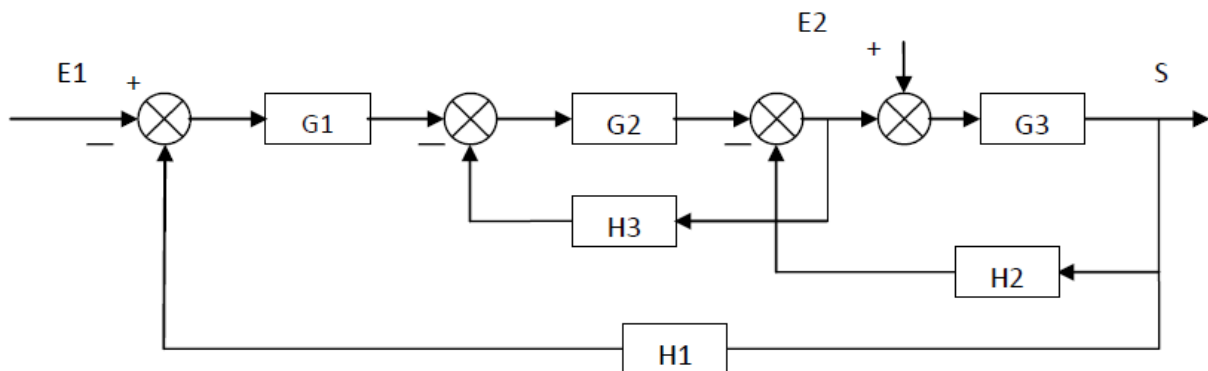 E2
+
E1
+
S
G1
G2
G3
—
—
—
H3
H2
H1